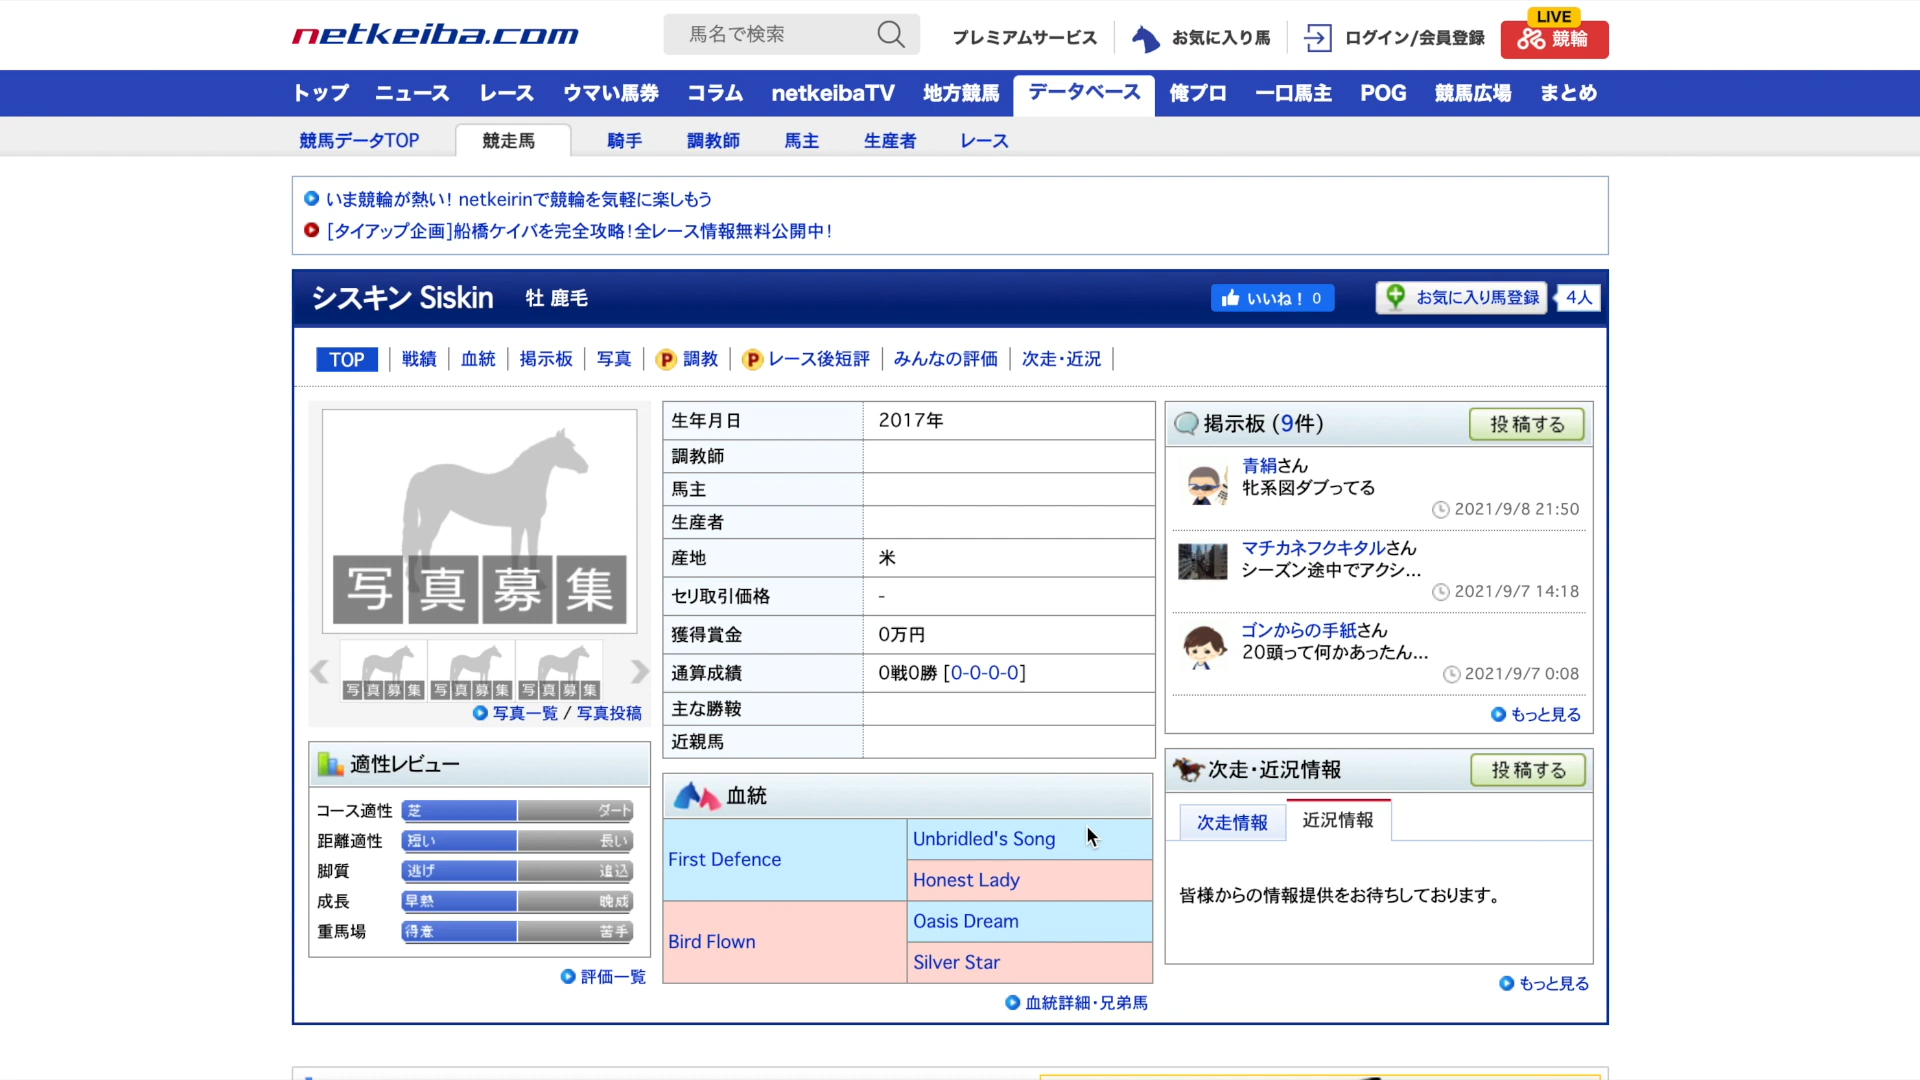 netkeiba.com
馬名で検索
プレミアムサービス
お気に入り馬
ログイン/会員登録
LIVE
競輪
トップ ニュース レース ウマい馬券 コラム netkeibaTV 地方競馬 データベース 俺プロ 一口馬主 POG 競馬広場 まとめ
競馬データTOP 競走馬 騎手 調教師 馬主 生産者 レース
いま競輪が熱い! netkeirinで競輪を気軽に楽しもう
[タイアップ企画]船橋ケイバを完全攻略!全レース情報無料公開中!
シスキン Siskin 牡 鹿毛
いいね! 0
お気に入り馬登録
4人
TOP 戦績 血統 掲示板 写真 P 調教 P レース後短評 みんなの評価 次走・近況
写真募集
写真募集 写真募集 写真募集
写真一覧 / 写真投稿
適性レビュー
コース適性 芝 ダート
距離適性 短い 長い
脚質 逃げ 追込
成長 早熟 晩成
重馬場 得意 苦手
評価一覧
生年月日 2017年
調教師
馬主
生産者
産地 米
セリ取引価格 -
獲得賞金 0万円
通算成績 0戦0勝 [0-0-0-0]
主な勝鞍
近親馬
血統
First Defence
Unbridled's Song
Honest Lady
Bird Flown
Oasis Dream
Silver Star
血統詳細・兄弟馬
掲示板 (9件)
投稿する
青絹さん
牝系図ダブってる
2021/9/8 21:50
マチカネフクキタルさん
シーズン途中でアクシ...
2021/9/7 14:18
ゴンからの手紙さん
20頭って何かあったん...
2021/9/7 0:08
もっと見る
次走・近況情報
投稿する
次走情報 近況情報
皆様からの情報提供をお待ちしております。
もっと見る